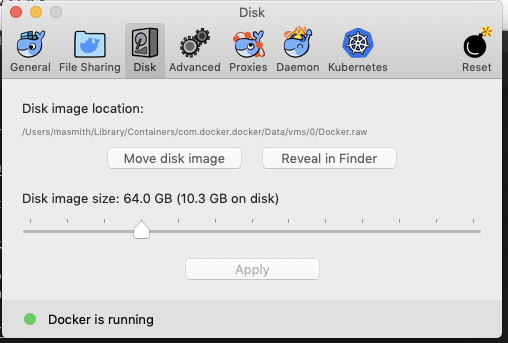 Disk
General File Sharing Disk Advanced Proxies Daemon Kubernetes Reset
Disk image location:
/Users/masmith/Library/Containers/com.docker.docker/Data/vms/0/Docker.raw
Move disk image Reveal in Finder
Disk image size: 64.0 GB (10.3 GB on disk)
Apply
Docker is running